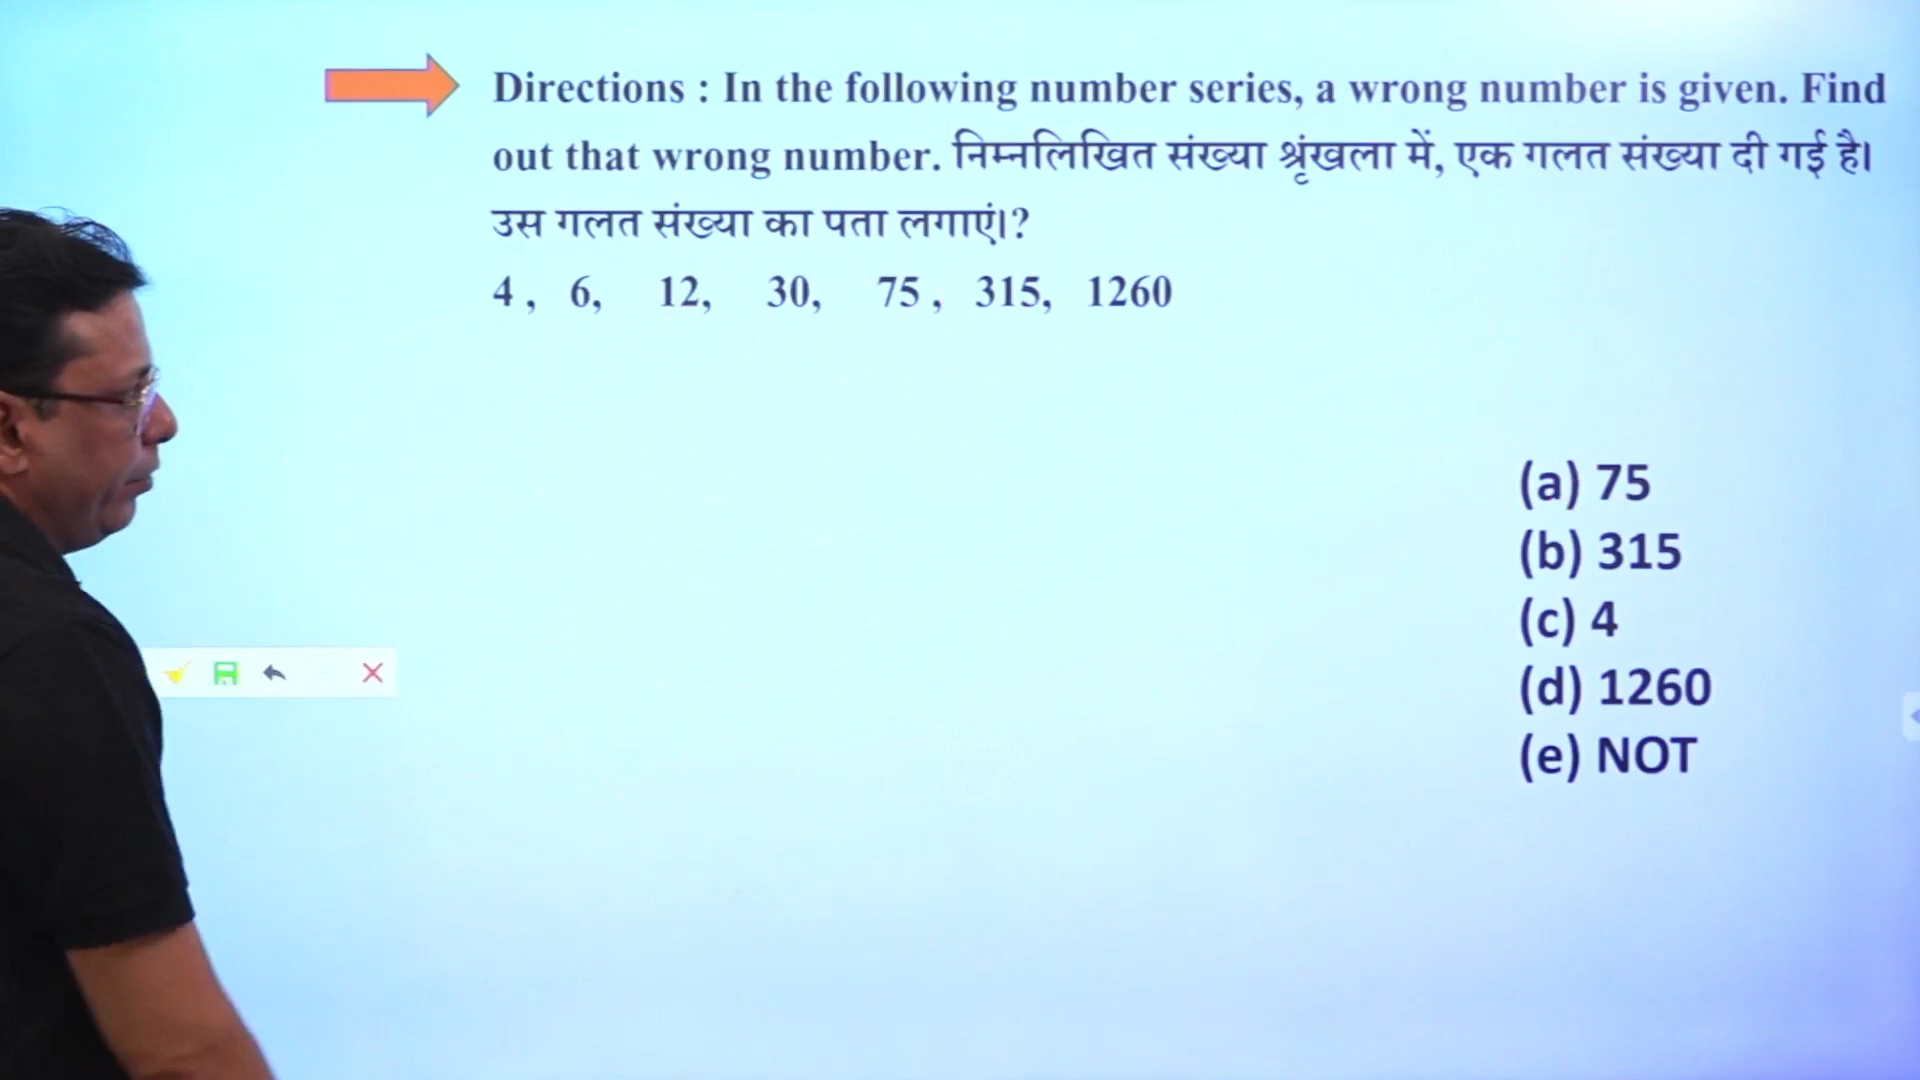 Directions : In the following number series, a wrong number is given. Find
out that wrong number. निम्नलिखित संख्या श्रृंखला में, एक गलत संख्या दी गई है।
उस गलत संख्या का पता लगाएं।?
4 , 6, 12, 30, 75 , 315, 1260
(a) 75
(b) 315
(c) 4
(d) 1260
(e) NOT